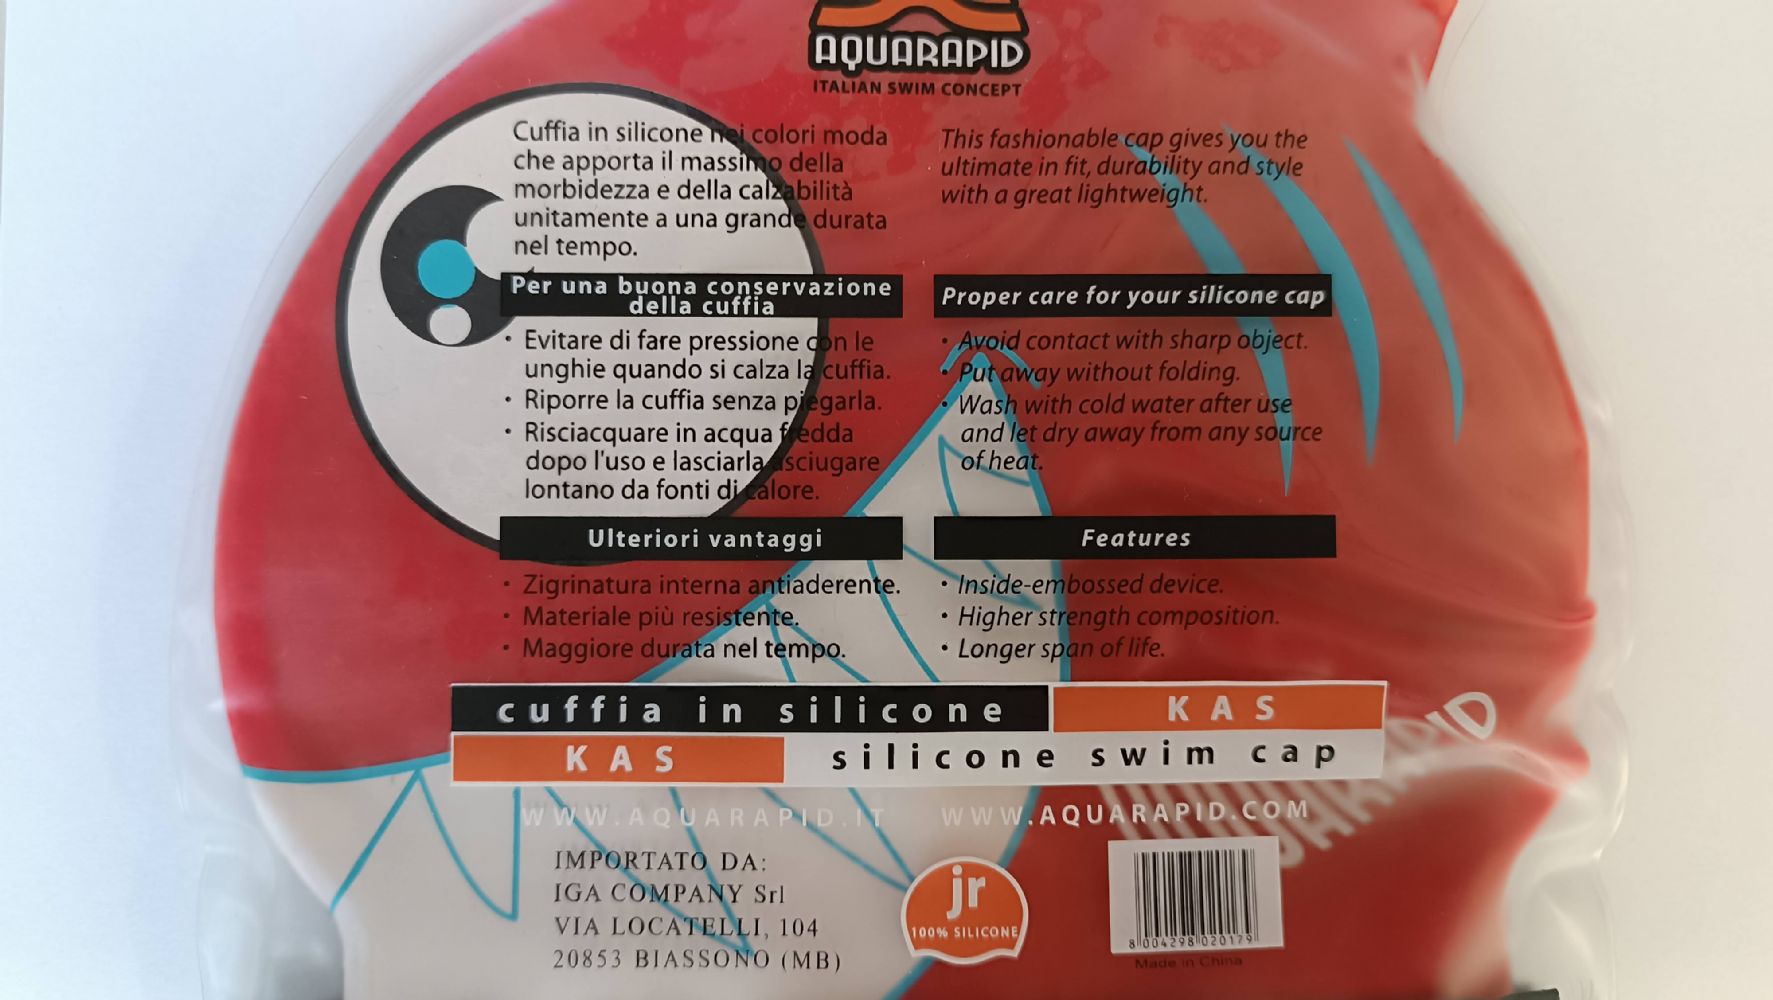 AQUARAPID
ITALIAN SWIM CONCEPT
Cuffia in silicone nei colori moda
che apporta il massimo della
morbidezza e della calzabilità
unitamente a una grande durata
nel tempo.
Per una buona conservazione
della cuffia
• Evitare di fare pressione con le
unghie quando si calza la cuffia.
• Riporre la cuffia senza piegarla.
• Risciacquare in acqua fredda
dopo l'uso e lasciarla asciugare
lontano da fonti di calore.
Ulteriori vantaggi
• Zigrinatura interna antiaderente.
• Materiale più resistente.
• Maggiore durata nel tempo.
This fashionable cap gives you the
ultimate in fit, durability and style
with a great lightweight.
Proper care for your silicone cap
• Avoid contact with sharp object.
• Put away without folding.
• Wash with cold water after use
and let dry away from any source
of heat.
Features
• Inside-embossed device.
• Higher strength composition.
• Longer span of life.
cuffia in silicone KAS
KAS silicone swim cap
WWW.AQUARAPID.IT WWW.AQUARAPID.COM
IMPORTATO DA:
IGA COMPANY Srl
VIA LOCATELLI, 104
20853 BIASSONO (MB)
jr
100% SILICONE
8 004298 020179
Made in China